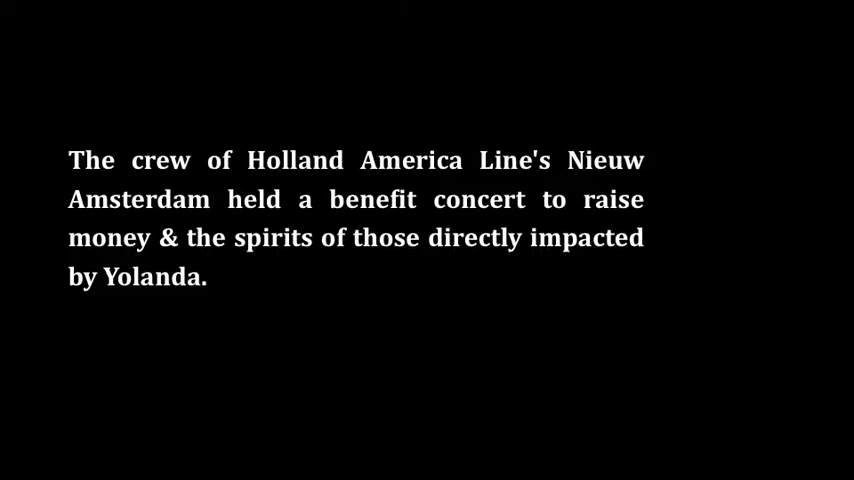 The crew of Holland America Line's Nieuw
Amsterdam held a benefit concert to raise
money & the spirits of those directly impacted
by Yolanda.